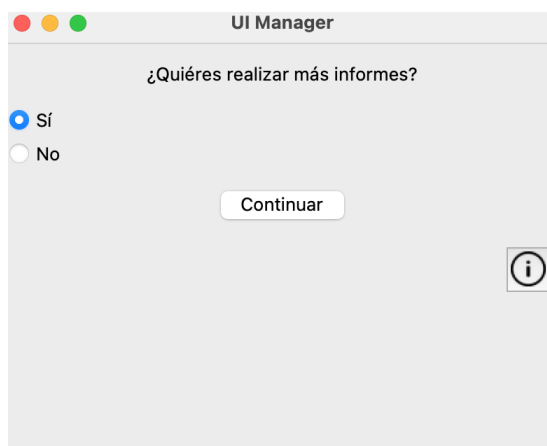 UI Manager
¿Quiéres realizar más informes?
Sí
No
Continuar